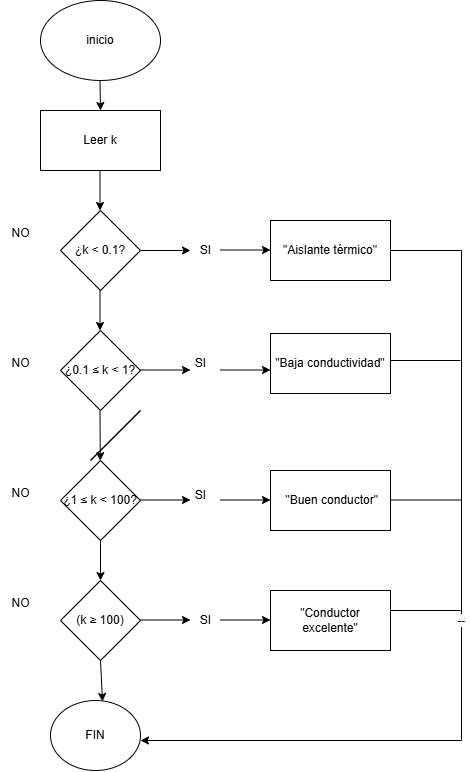 inicio
Leer k
NO
¿k < 0.1?
SI
"Aislante térmico"
NO
¿0.1 ≤ k < 1?
SI
"Baja conductividad"
NO
¿1 ≤ k < 100?
SI
"Buen conductor"
NO
(k ≥ 100)
SI
"Conductor
excelente"
--
FIN